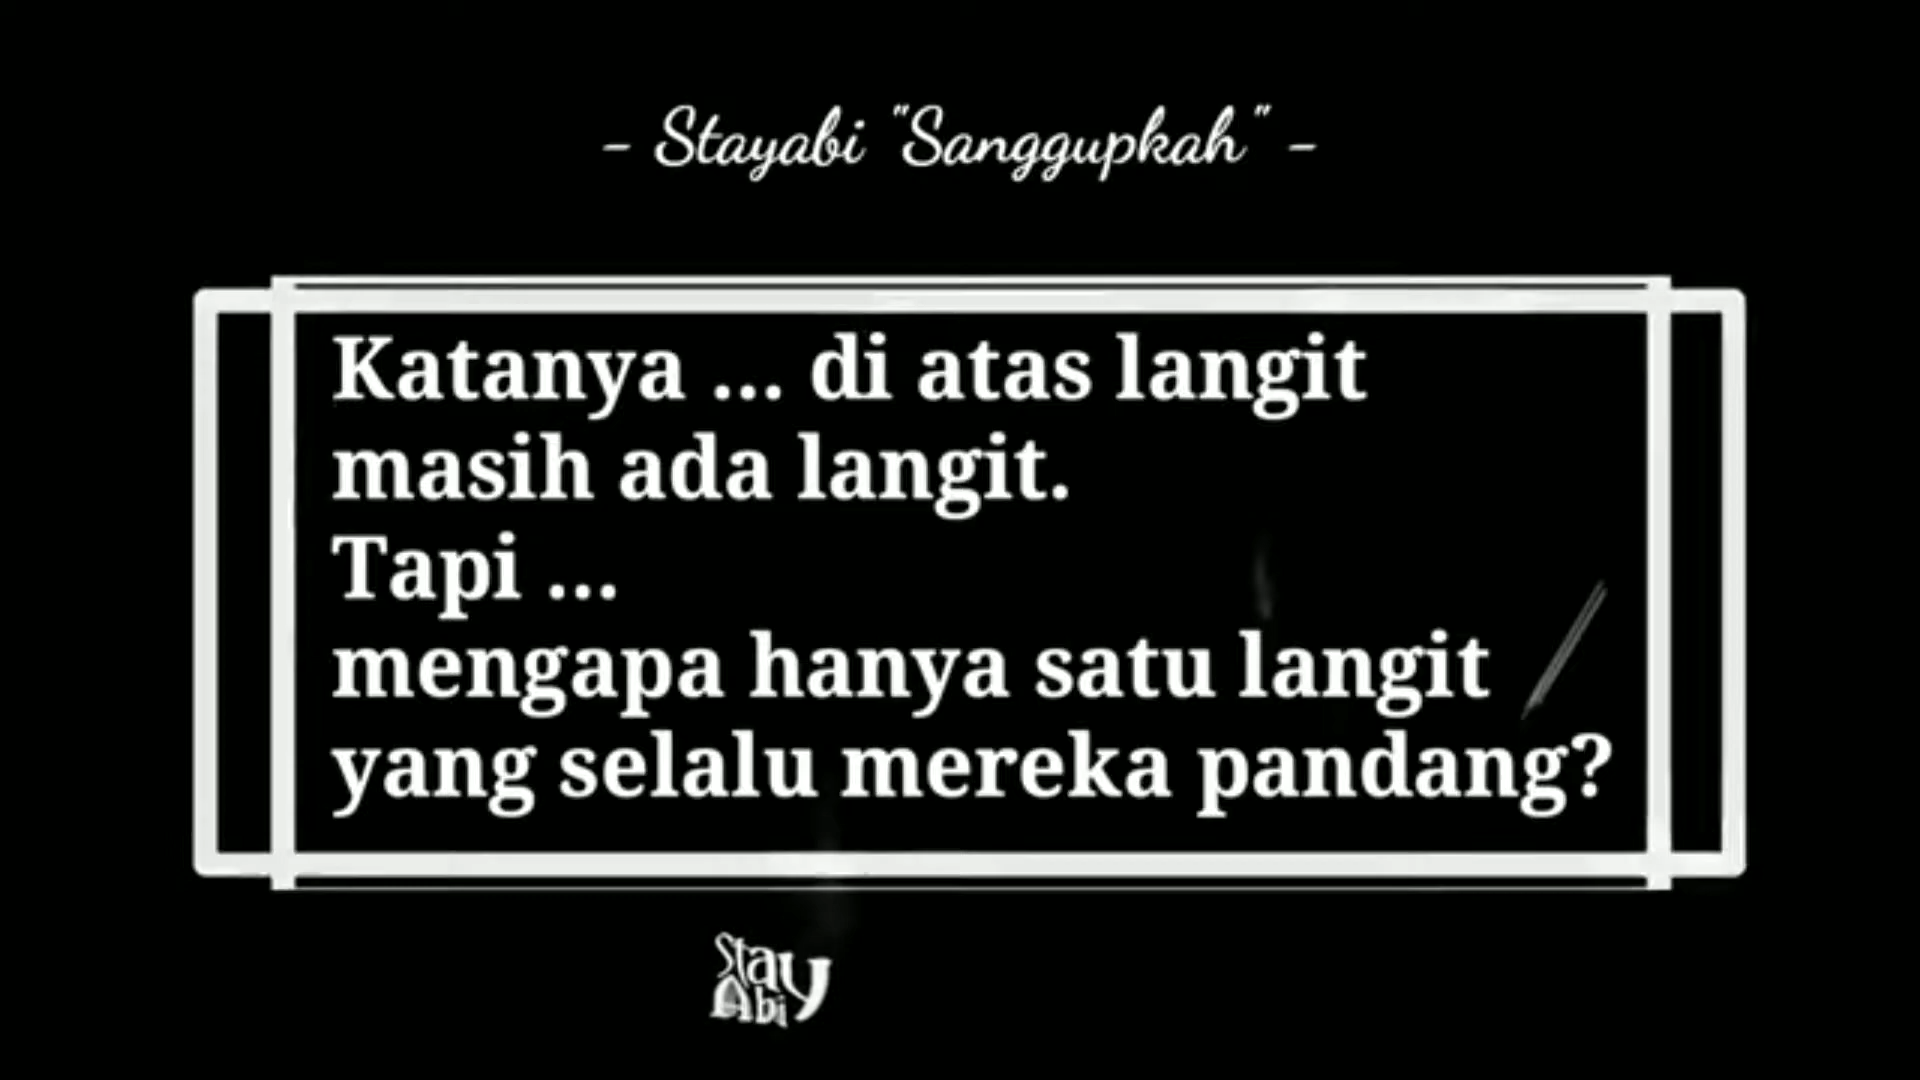 - Stayabi "Sanggupkah" -
Katanya ... di atas langit
masih ada langit.
Tapi ...
mengapa hanya satu langit
yang selalu mereka pandang?
Stay
Abi